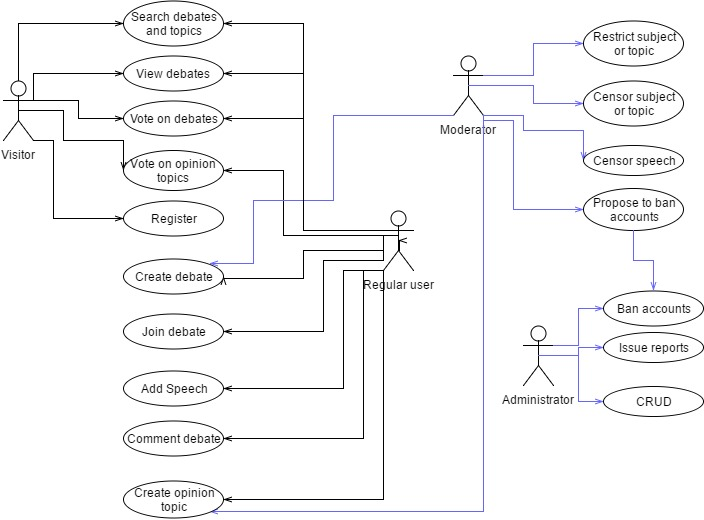 Search debates
and topics
View debates
Vote on debates
Vote on opinion
topics
Register
Visitor
Create debate
Join debate
Add Speech
Comment debate
Create opinion
topic
Regular user
Moderator
Restrict subject
or topic
Censor subject
or topic
Censor speech
Propose to ban
accounts
Ban accounts
Issue reports
CRUD
Administrator